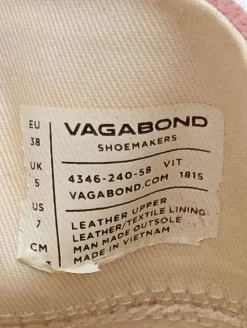 EU
38
UK
5
US
7
CM
VAGABOND
SHOEMAKERS
4346-240-58 VIT
VAGABOND.COM 181S
LEATHER UPPER
LEATHER/TEXTILE LINING
MAN MADE OUTSOLE
MADE IN VIETNAM